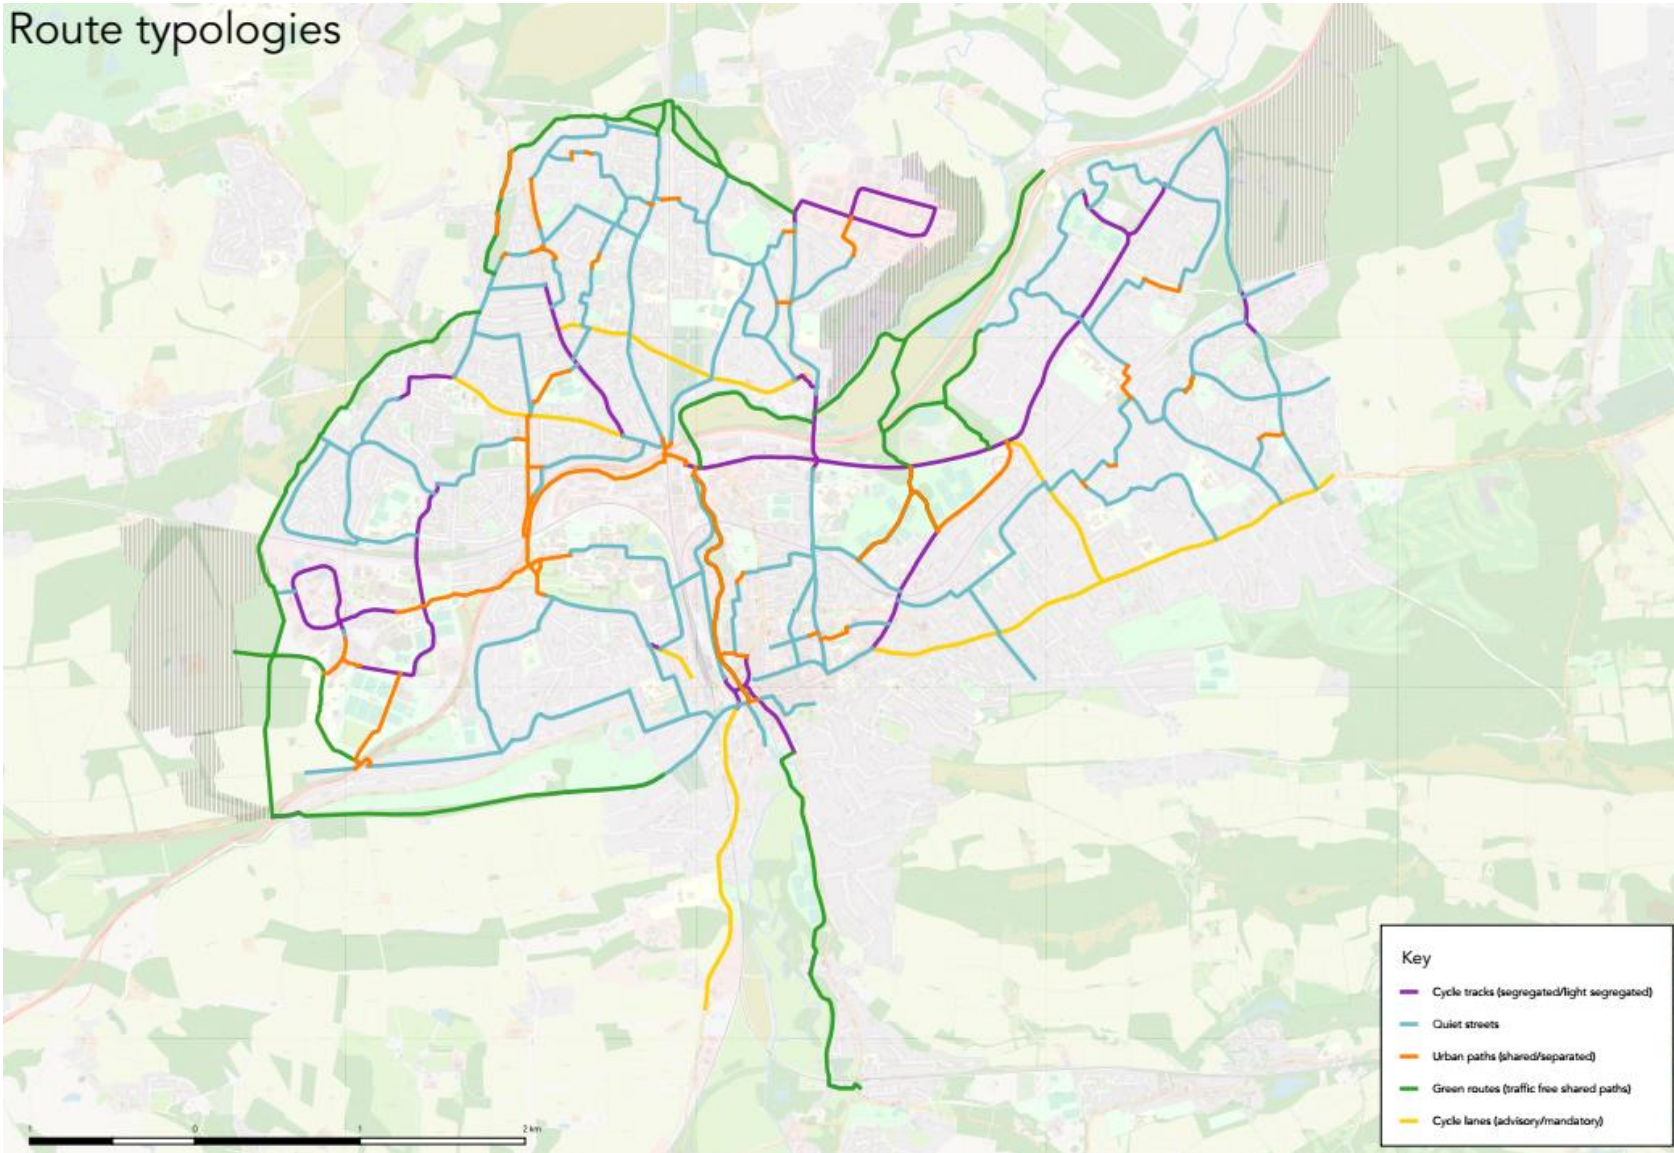 Route typologies
Key
Cycle tracks (segregated/light segregated)
Quiet streets
Urban paths (shared/separated)
Green routes (traffic free shared paths)
Cycle lanes (advisory/mandatory)
1 0 1 2 km